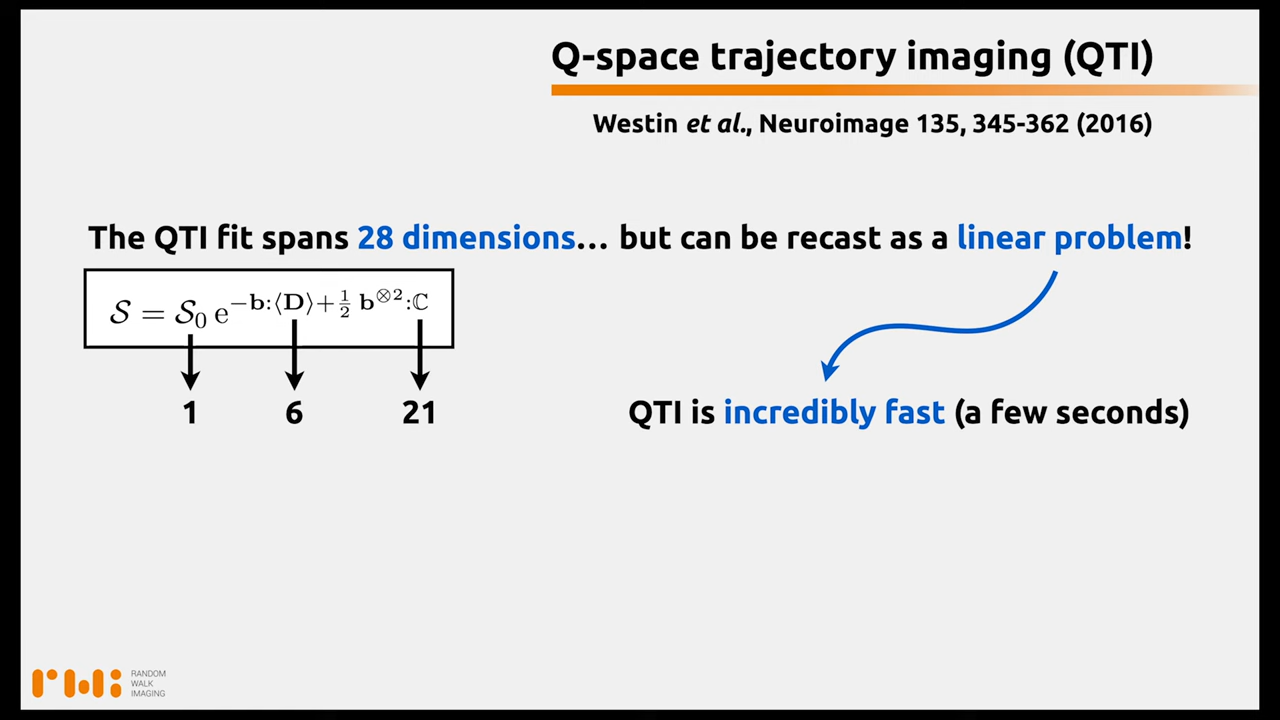 Q-space trajectory imaging (QTI)
Westin et al., Neuroimage 135, 345-362 (2016)
The QTI fit spans 28 dimensions... but can be recast as a linear problem!
𝒮 = 𝒮₀ e^{−𝐛:⟨𝐃⟩+½ 𝐛^{⊗2}:ℂ}
1 6 21
QTI is incredibly fast (a few seconds)
rwi
RANDOM
WALK
IMAGING